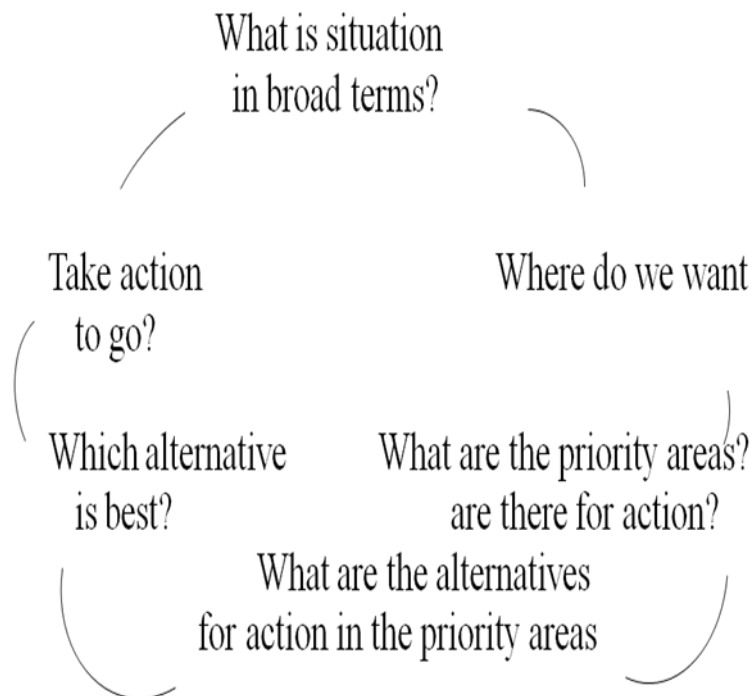 What is situation
in broad terms?
Take action
Where do we want
to go?
Which alternative
What are the priority areas?
is best?
are there for action?
What are the alternatives
for action in the priority areas